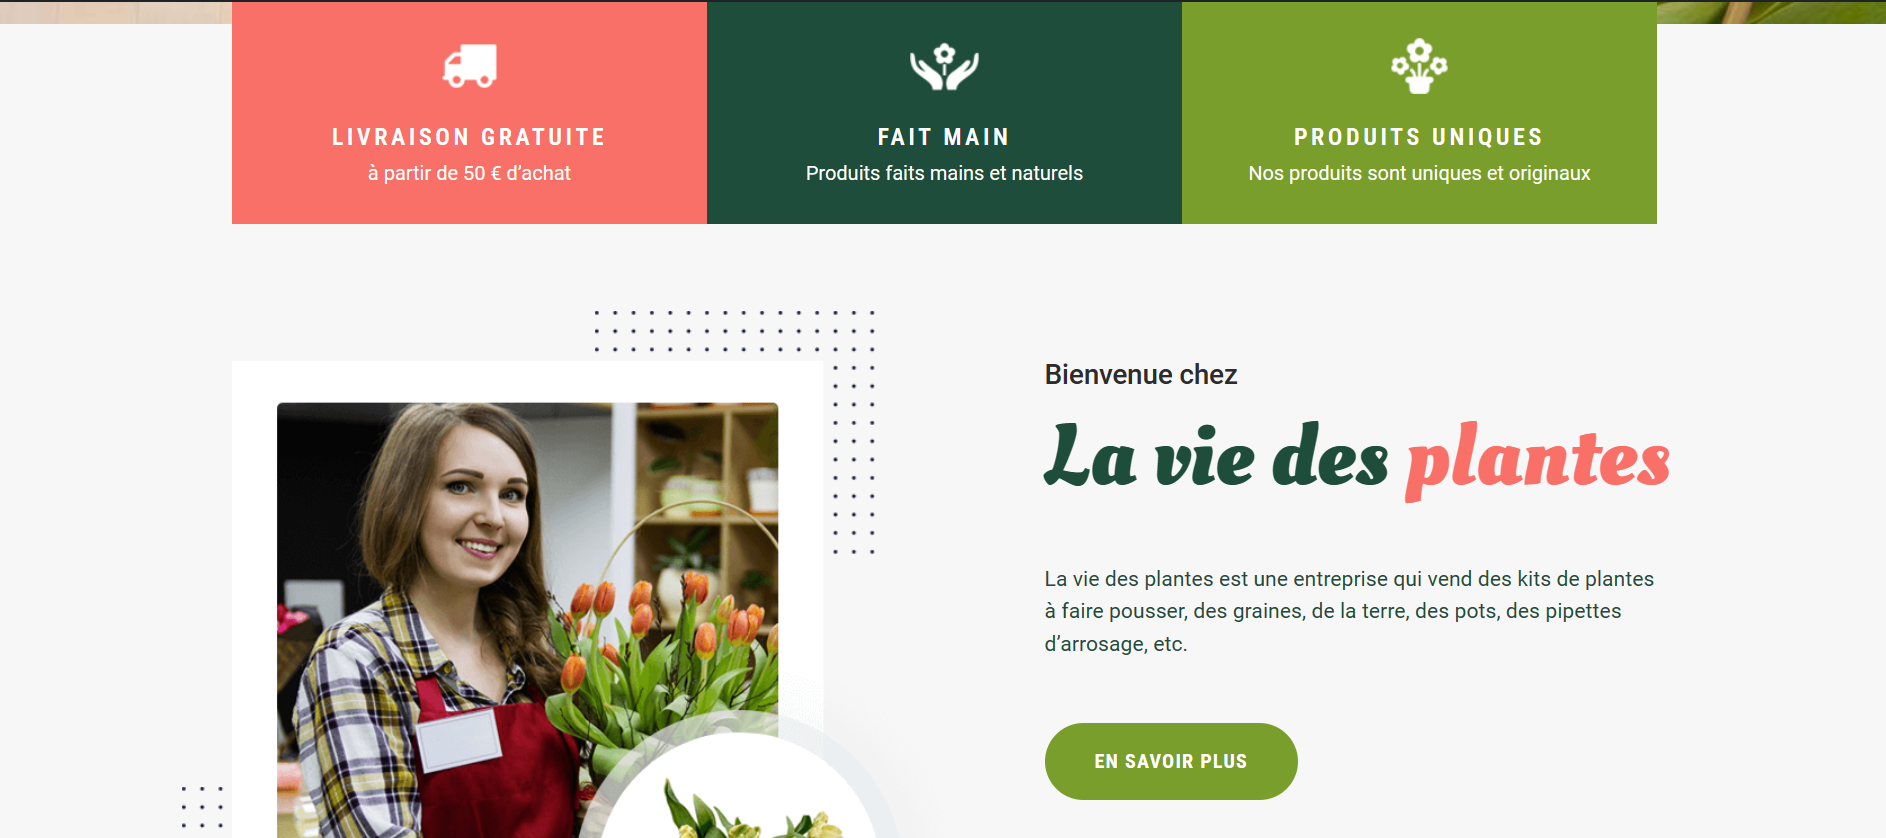 LIVRAISON GRATUITE
à partir de 50 € d’achat
FAIT MAIN
Produits faits mains et naturels
PRODUITS UNIQUES
Nos produits sont uniques et originaux
Bienvenue chez
La vie des plantes
La vie des plantes est une entreprise qui vend des kits de plantes
à faire pousser, des graines, de la terre, des pots, des pipettes
d’arrosage, etc.
EN SAVOIR PLUS